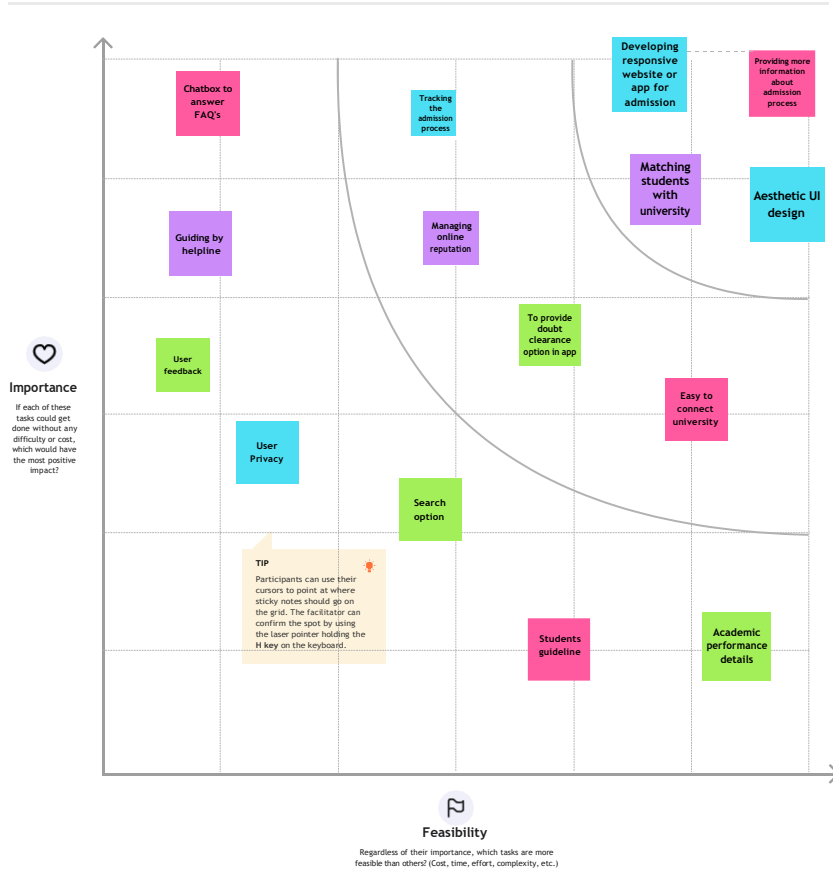 Developing
responsive
website or
app for
admission
Providing more
information
about
admission
process
Chatbox to
answer
FAQ's
Tracking
the
admission
process
Matching
students
with
university
Aesthetic UI
design
Guiding by
helpline
Managing
online
reputation
To provide
doubt
clearance
option in app
User
feedback
Easy to
connect
university
Importance
If each of these
tasks could get
done without any
difficulty or cost,
which would have
the most positive
impact?
User
Privacy
Search
option
TIP
Participants can use their
cursors to point at where
sticky notes should go on
the grid. The facilitator can
confirm the spot by using
the laser pointer holding the
H key on the keyboard.
Students
guideline
Academic
performance
details
Feasibility
Regardless of their importance, which tasks are more
feasible than others? (Cost, time, effort, complexity, etc.)